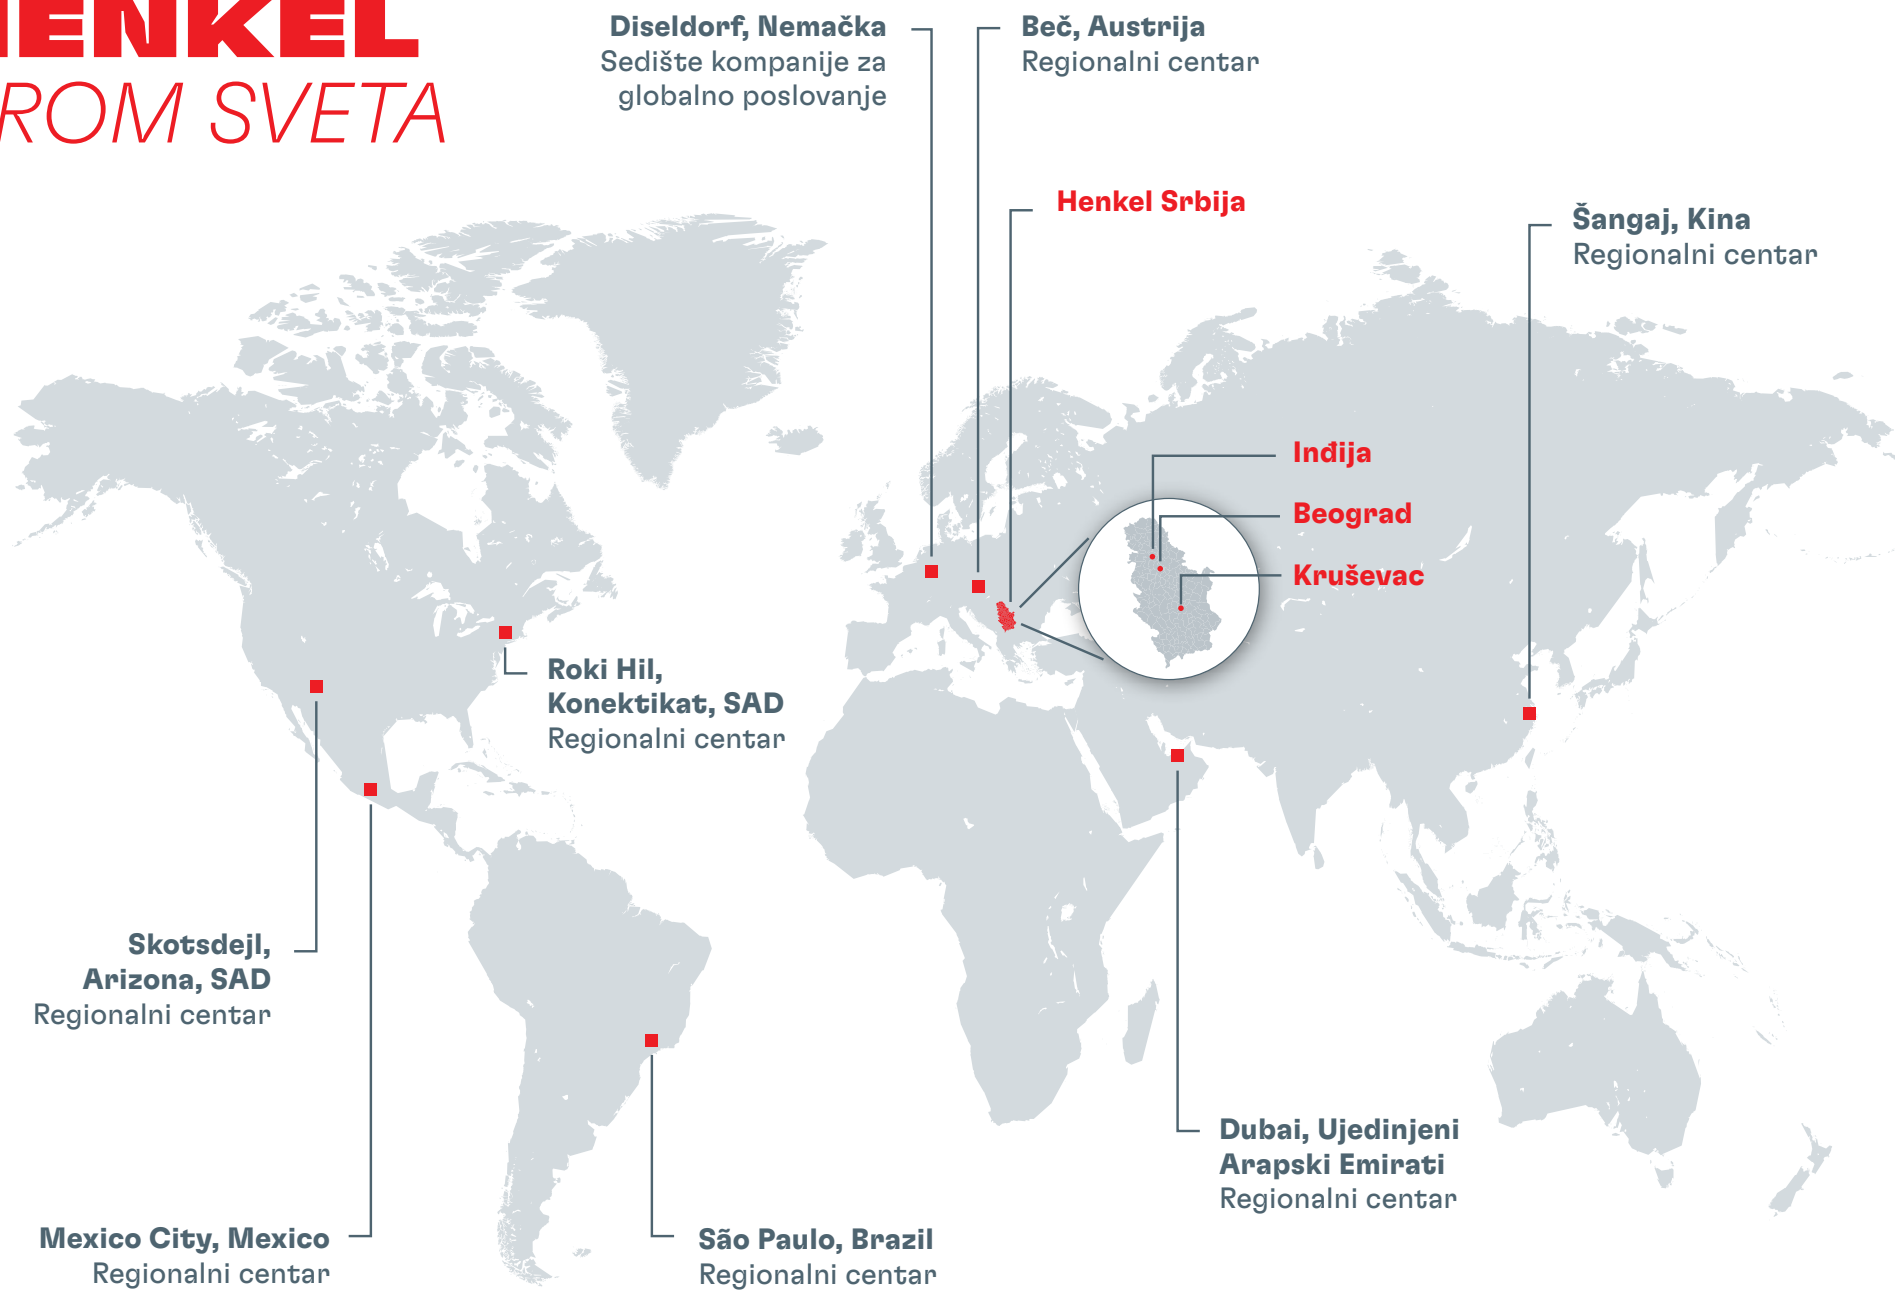 HENKEL
ROM SVETA
Diseldorf, Nemačka
Sedište kompanije za
globalno poslovanje
Beč, Austrija
Regionalni centar
Henkel Srbija
Šangaj, Kina
Regionalni centar
Inđija
Beograd
Kruševac
Roki Hil,
Konektikat, SAD
Regionalni centar
Skotsdejl,
Arizona, SAD
Regionalni centar
Dubai, Ujedinjeni
Arapski Emirati
Regionalni centar
Mexico City, Mexico
Regionalni centar
São Paulo, Brazil
Regionalni centar